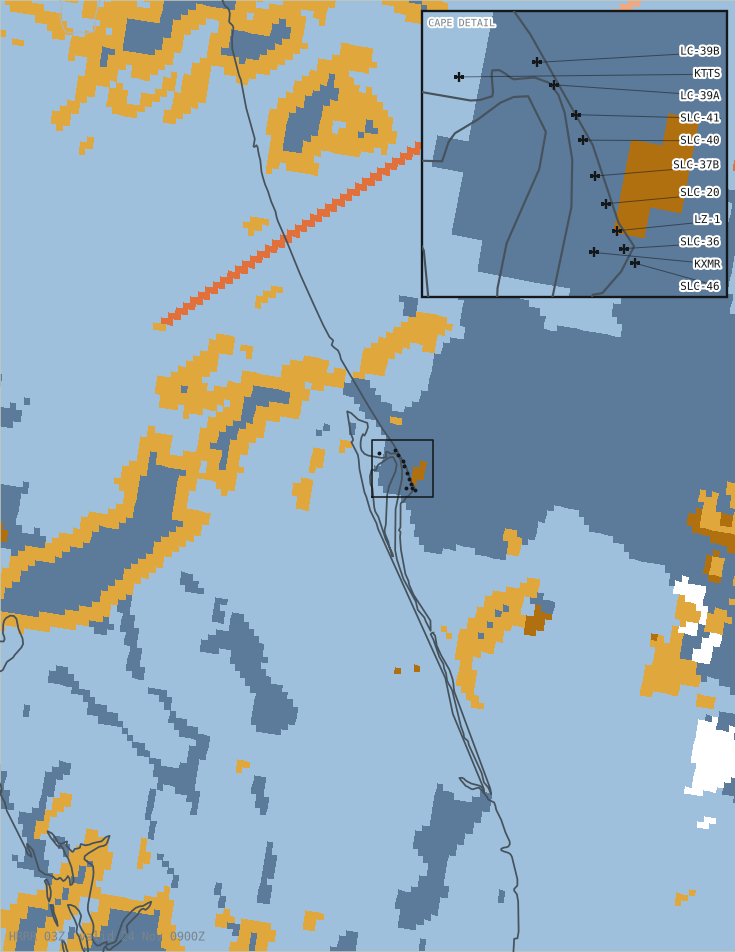 CAPE DETAIL
LC-39B
KTTS
LC-39A
SLC-41
SLC-40
SLC-37B
SLC-20
LZ-1
SLC-36
KXMR
SLC-46
0900Z